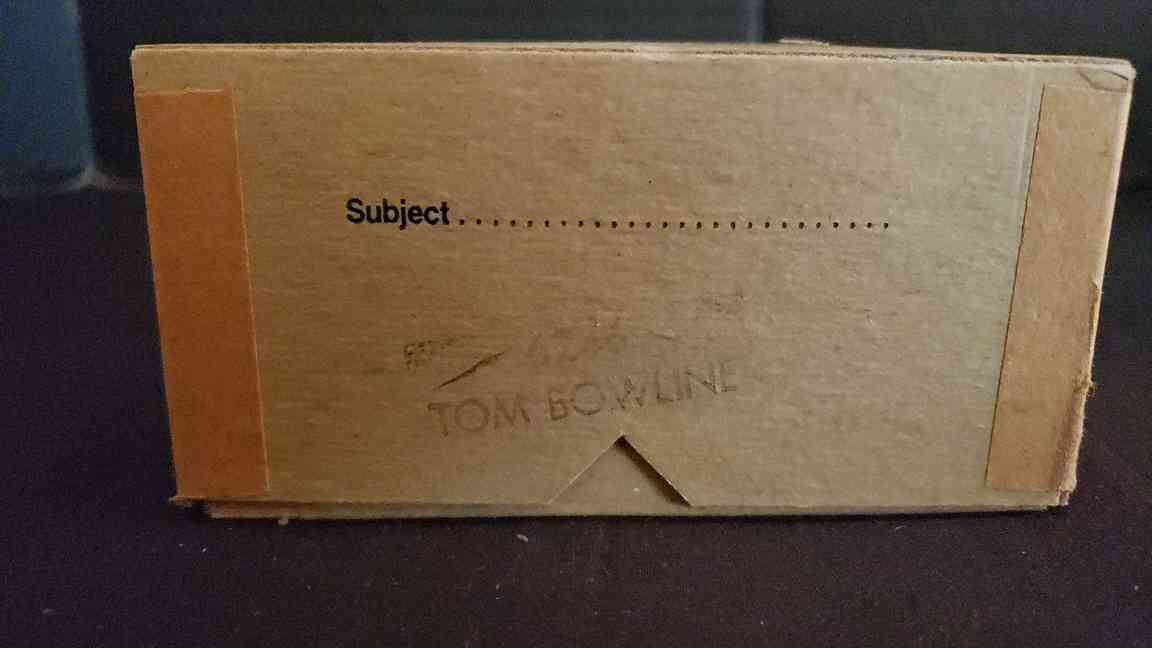 Subject..........................
TOM BOWLINE